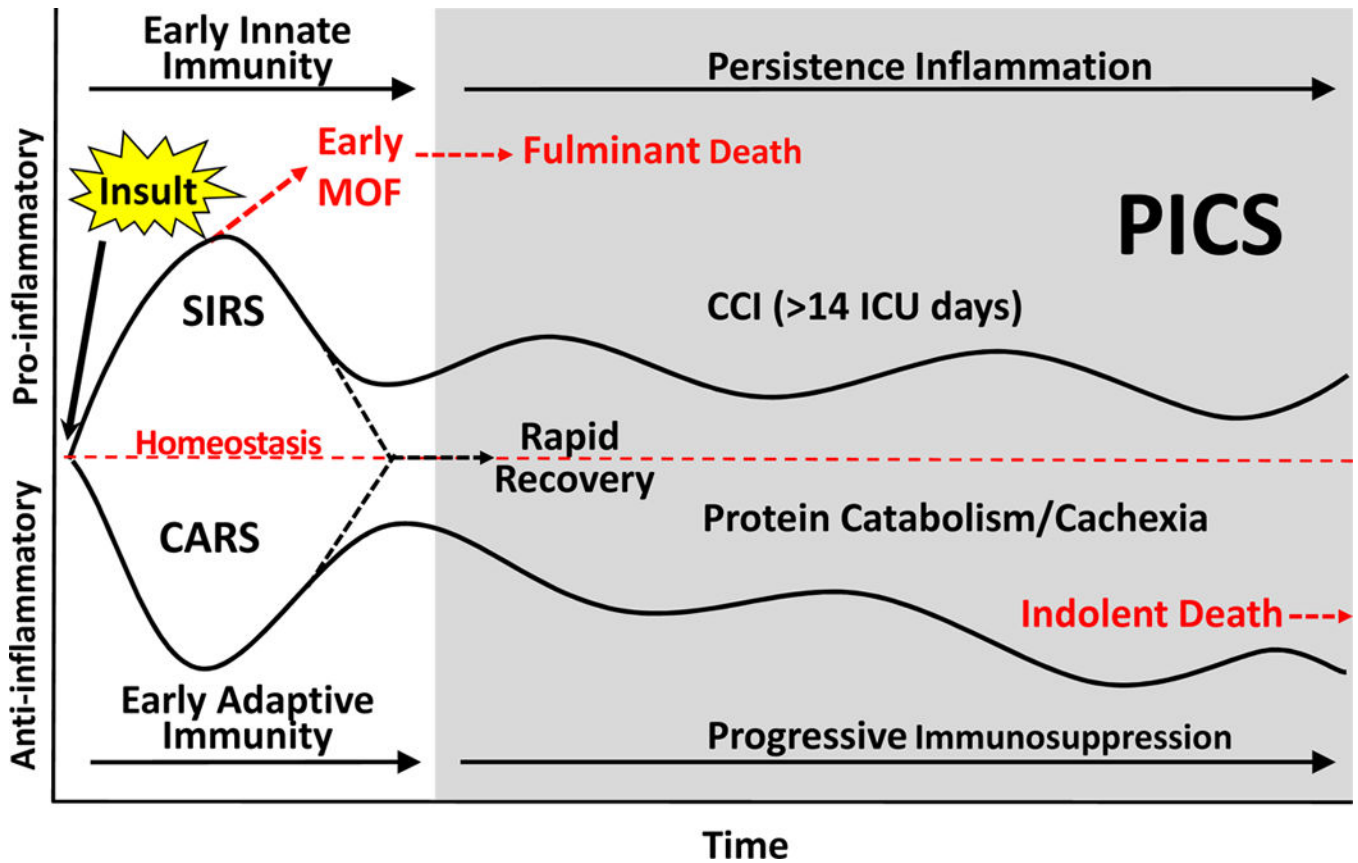 Early Innate
Immunity
Persistence Inflammation
Insult
Early
MOF
Fulminant Death
PICS
Pro-inflammatory
SIRS
CCI (>14 ICU days)
Homeostasis
Rapid
Recovery
Anti-inflammatory
CARS
Protein Catabolism/Cachexia
Indolent Death
Early Adaptive
Immunity
Progressive Immunosuppression
Time